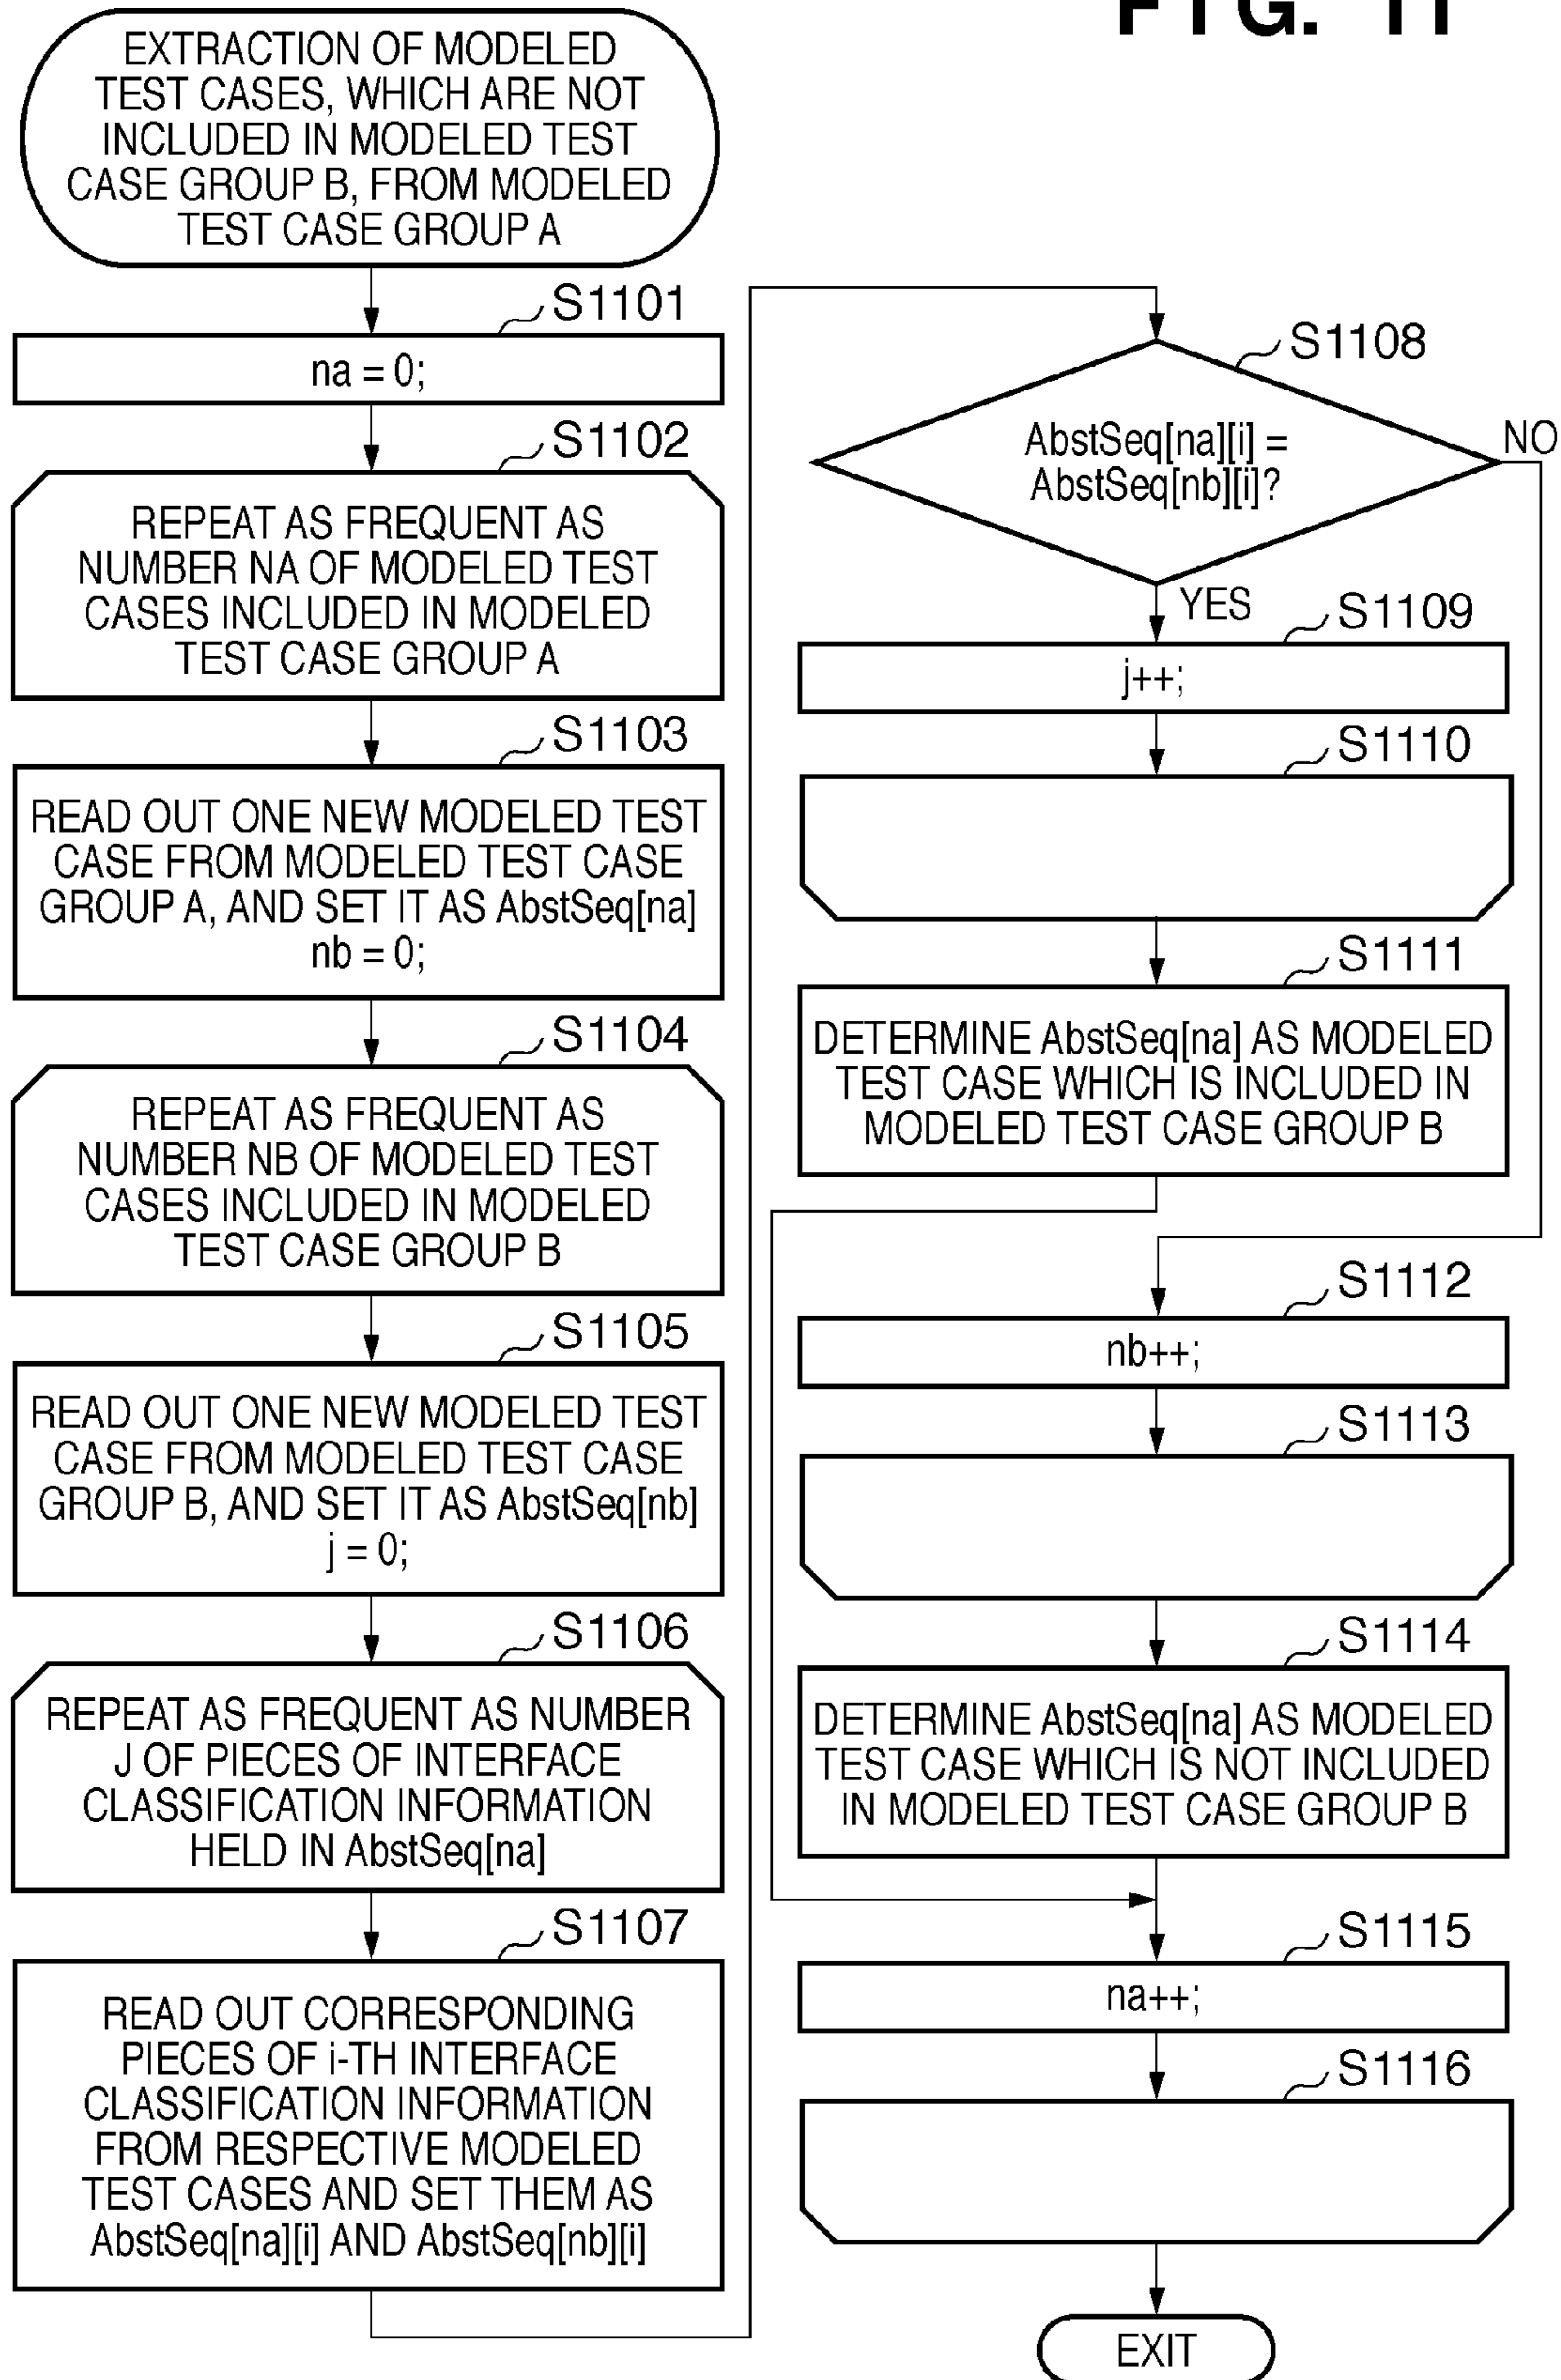 FIG. 11
EXTRACTION OF MODELED
TEST CASES, WHICH ARE NOT
INCLUDED IN MODELED TEST
CASE GROUP B, FROM MODELED
TEST CASE GROUP A
S1101
na = 0;
S1102
REPEAT AS FREQUENT AS
NUMBER NA OF MODELED TEST
CASES INCLUDED IN MODELED
TEST CASE GROUP A
S1103
READ OUT ONE NEW MODELED TEST
CASE FROM MODELED TEST CASE
GROUP A, AND SET IT AS AbstSeq[na]
nb = 0;
S1104
REPEAT AS FREQUENT AS
NUMBER NB OF MODELED TEST
CASES INCLUDED IN MODELED
TEST CASE GROUP B
S1105
READ OUT ONE NEW MODELED TEST
CASE FROM MODELED TEST CASE
GROUP B, AND SET IT AS AbstSeq[nb]
j = 0;
S1106
REPEAT AS FREQUENT AS NUMBER
J OF PIECES OF INTERFACE
CLASSIFICATION INFORMATION
HELD IN AbstSeq[na]
S1107
READ OUT CORRESPONDING
PIECES OF i-TH INTERFACE
CLASSIFICATION INFORMATION
FROM RESPECTIVE MODELED
TEST CASES AND SET THEM AS
AbstSeq[na][i] AND AbstSeq[nb][i]
S1108
AbstSeq[na][i] =
AbstSeq[nb][i]?
NO
YES
S1109
j++;
S1110
S1111
DETERMINE AbstSeq[na] AS MODELED
TEST CASE WHICH IS INCLUDED IN
MODELED TEST CASE GROUP B
S1112
nb++;
S1113
S1114
DETERMINE AbstSeq[na] AS MODELED
TEST CASE WHICH IS NOT INCLUDED
IN MODELED TEST CASE GROUP B
S1115
na++;
S1116
EXIT